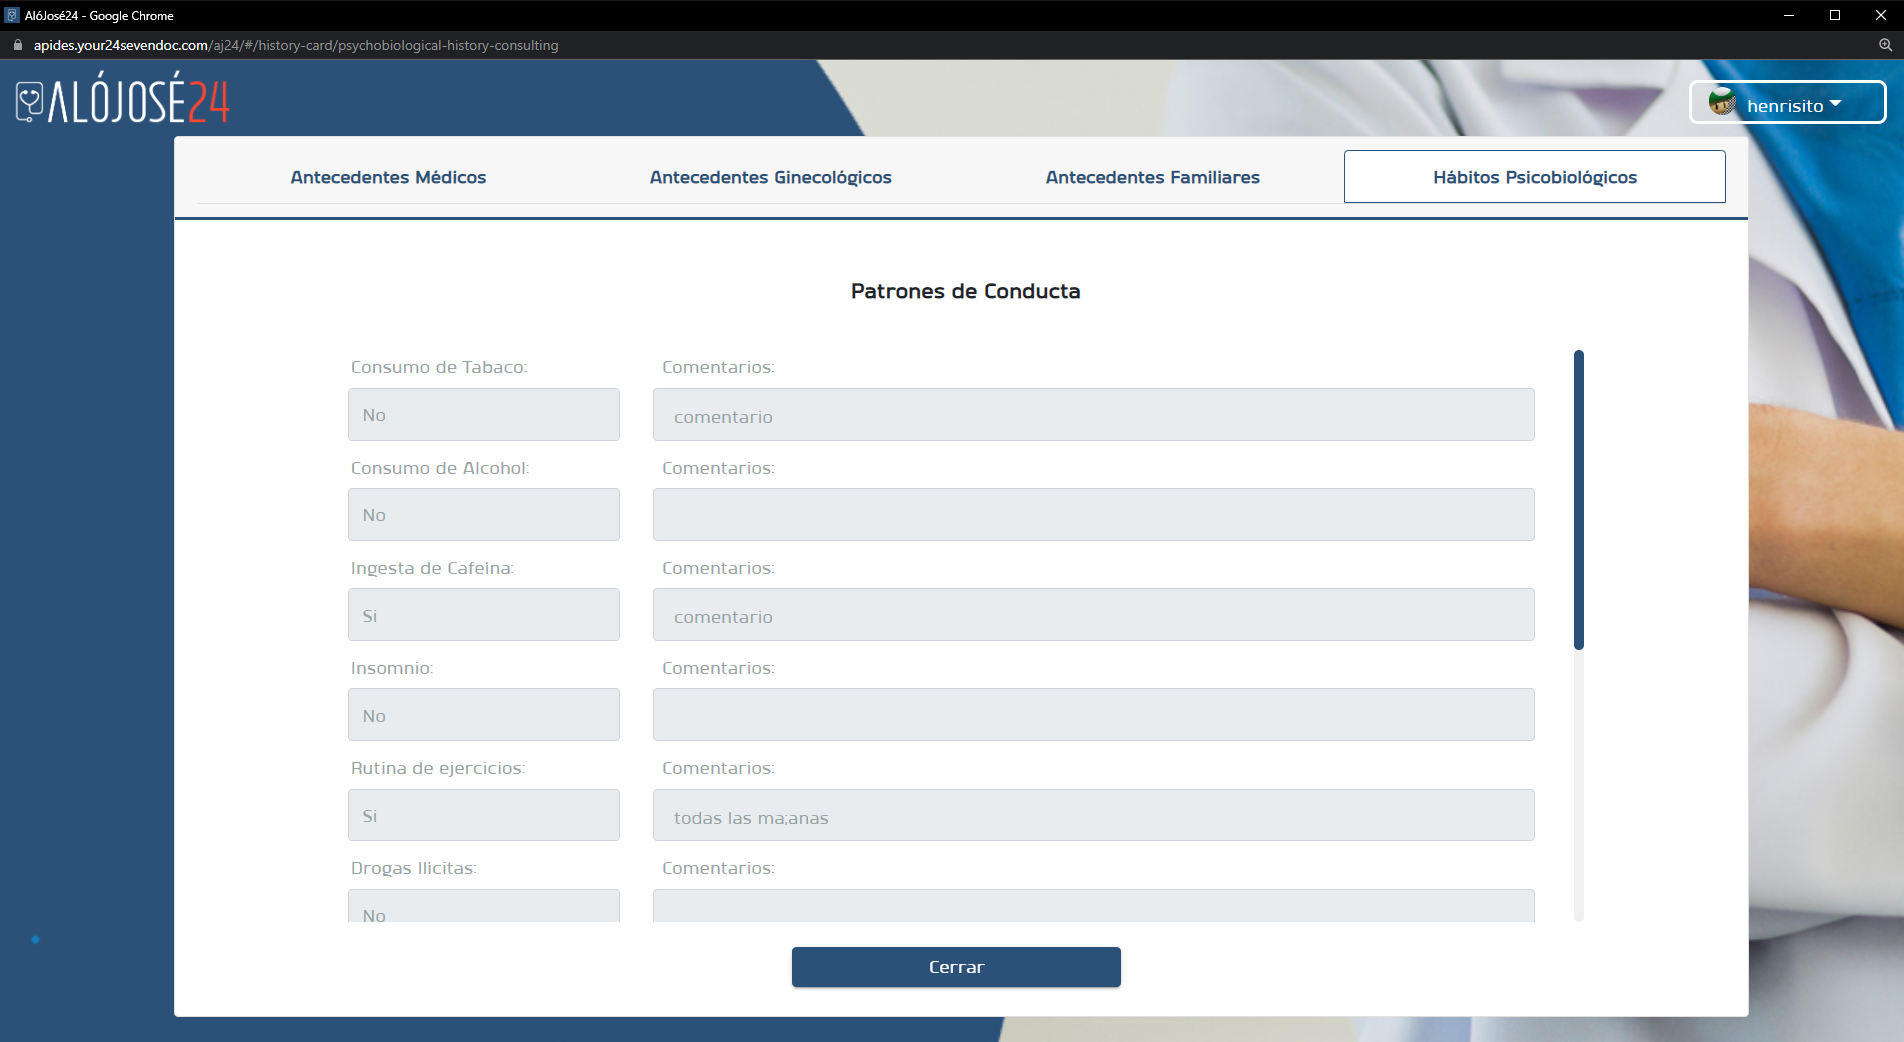 AlóJosé24 - Google Chrome
apides.your24sevendoc.com/aj24/#/history-card/psychobiological-history-consulting
ALÓJOSÉ24
henrisito
Antecedentes Médicos Antecedentes Ginecológicos Antecedentes Familiares Hábitos Psicobiológicos
Patrones de Conducta
Consumo de Tabaco: Comentarios:
No comentario
Consumo de Alcohol: Comentarios:
No
Ingesta de Cafeina: Comentarios:
Si comentario
Insomnio: Comentarios:
No
Rutina de ejercicios: Comentarios:
Si todas las ma;anas
Drogas Ilicitas: Comentarios:
No
Cerrar